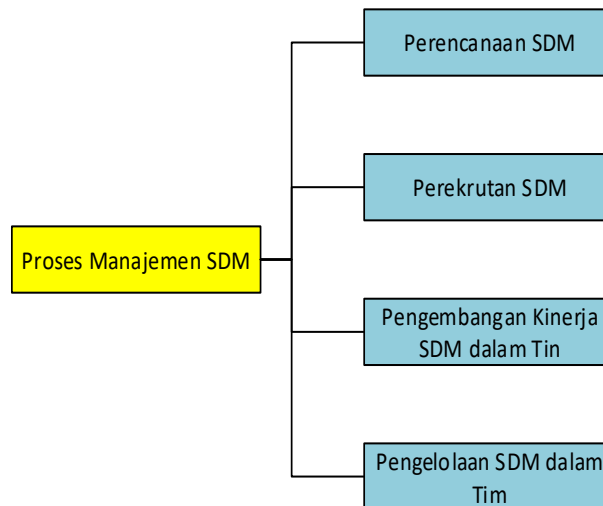 Perencanaan SDM
Perekrutan SDM
Proses Manajemen SDM
Pengembangan Kinerja
SDM dalam Tin
Pengelolaan SDM dalam
Tim